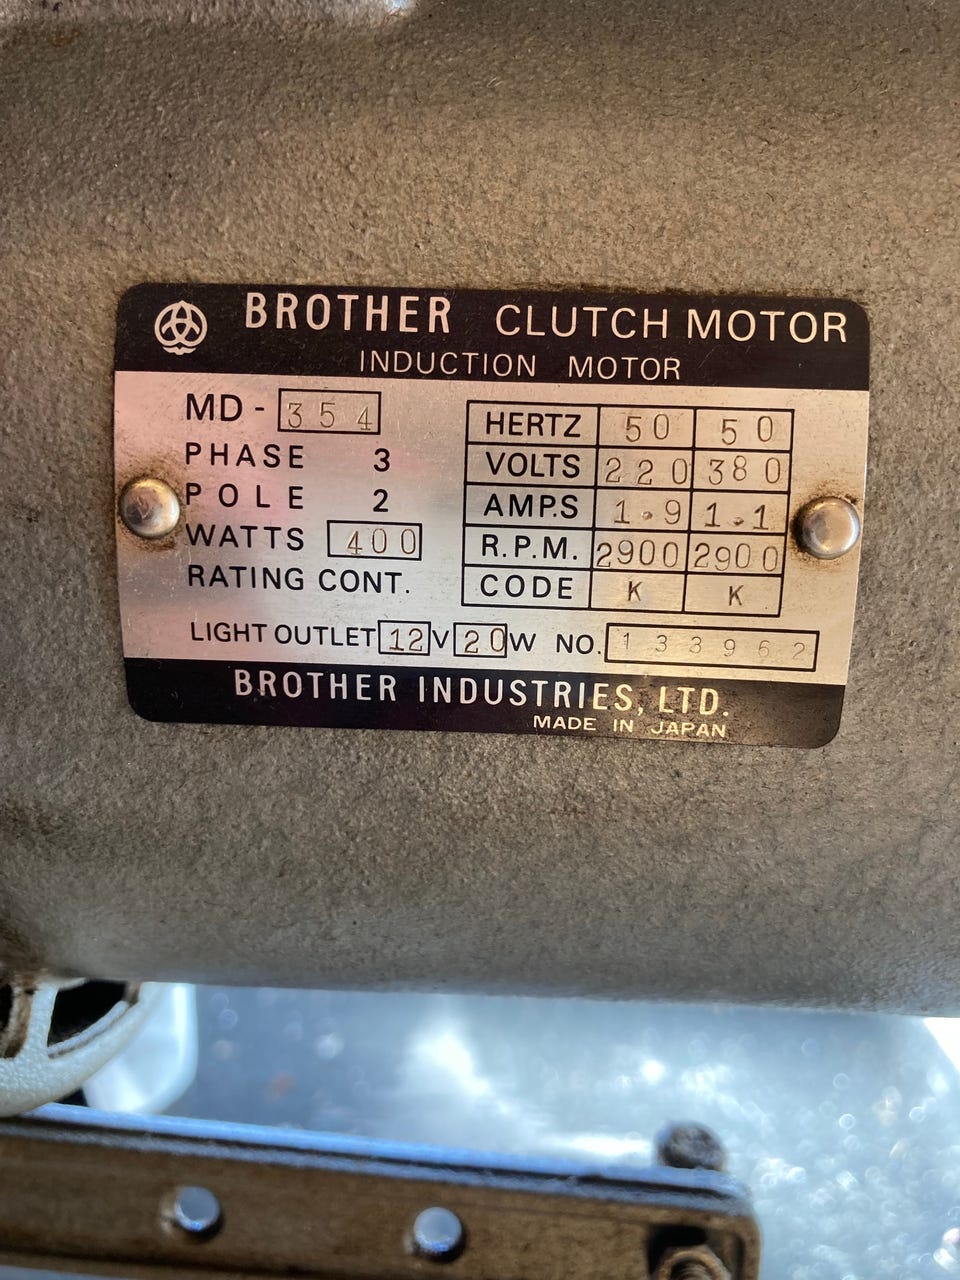 BROTHER CLUTCH MOTOR
INDUCTION MOTOR
MD - 354
PHASE 3
POLE 2
WATTS 400
RATING CONT.
HERTZ 50 50
VOLTS 220 380
AMP.S 1.9 1.1
R.P.M. 2900 2900
CODE K K
LIGHT OUTLET 12 V 20 W NO. 133962
BROTHER INDUSTRIES, LTD.
MADE IN JAPAN